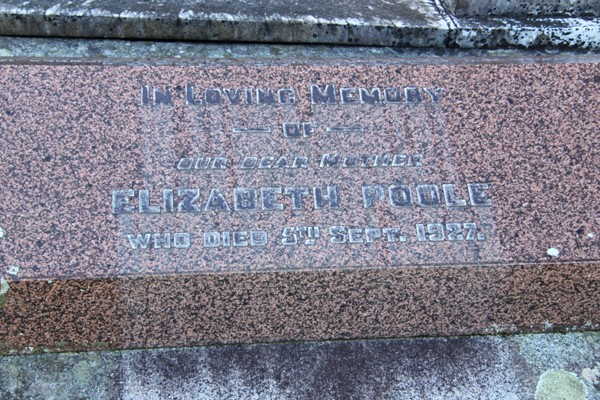 In Loving Memory
OF
OUR DEAR MOTHER
ELIZABETH POOLE
WHO DIED 5TH SEPT. 1927.